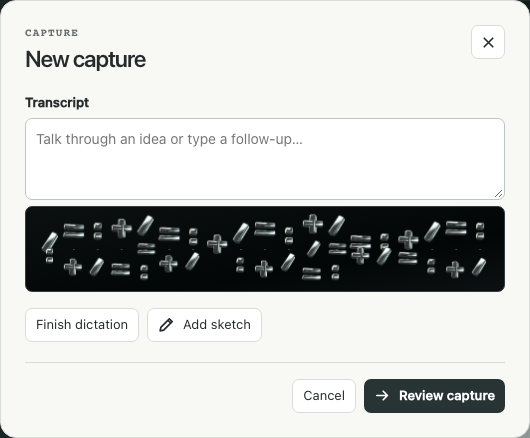 CAPTURE
New capture
Transcript
Talk through an idea or type a follow-up...
Finish dictation
Add sketch
Cancel
Review capture